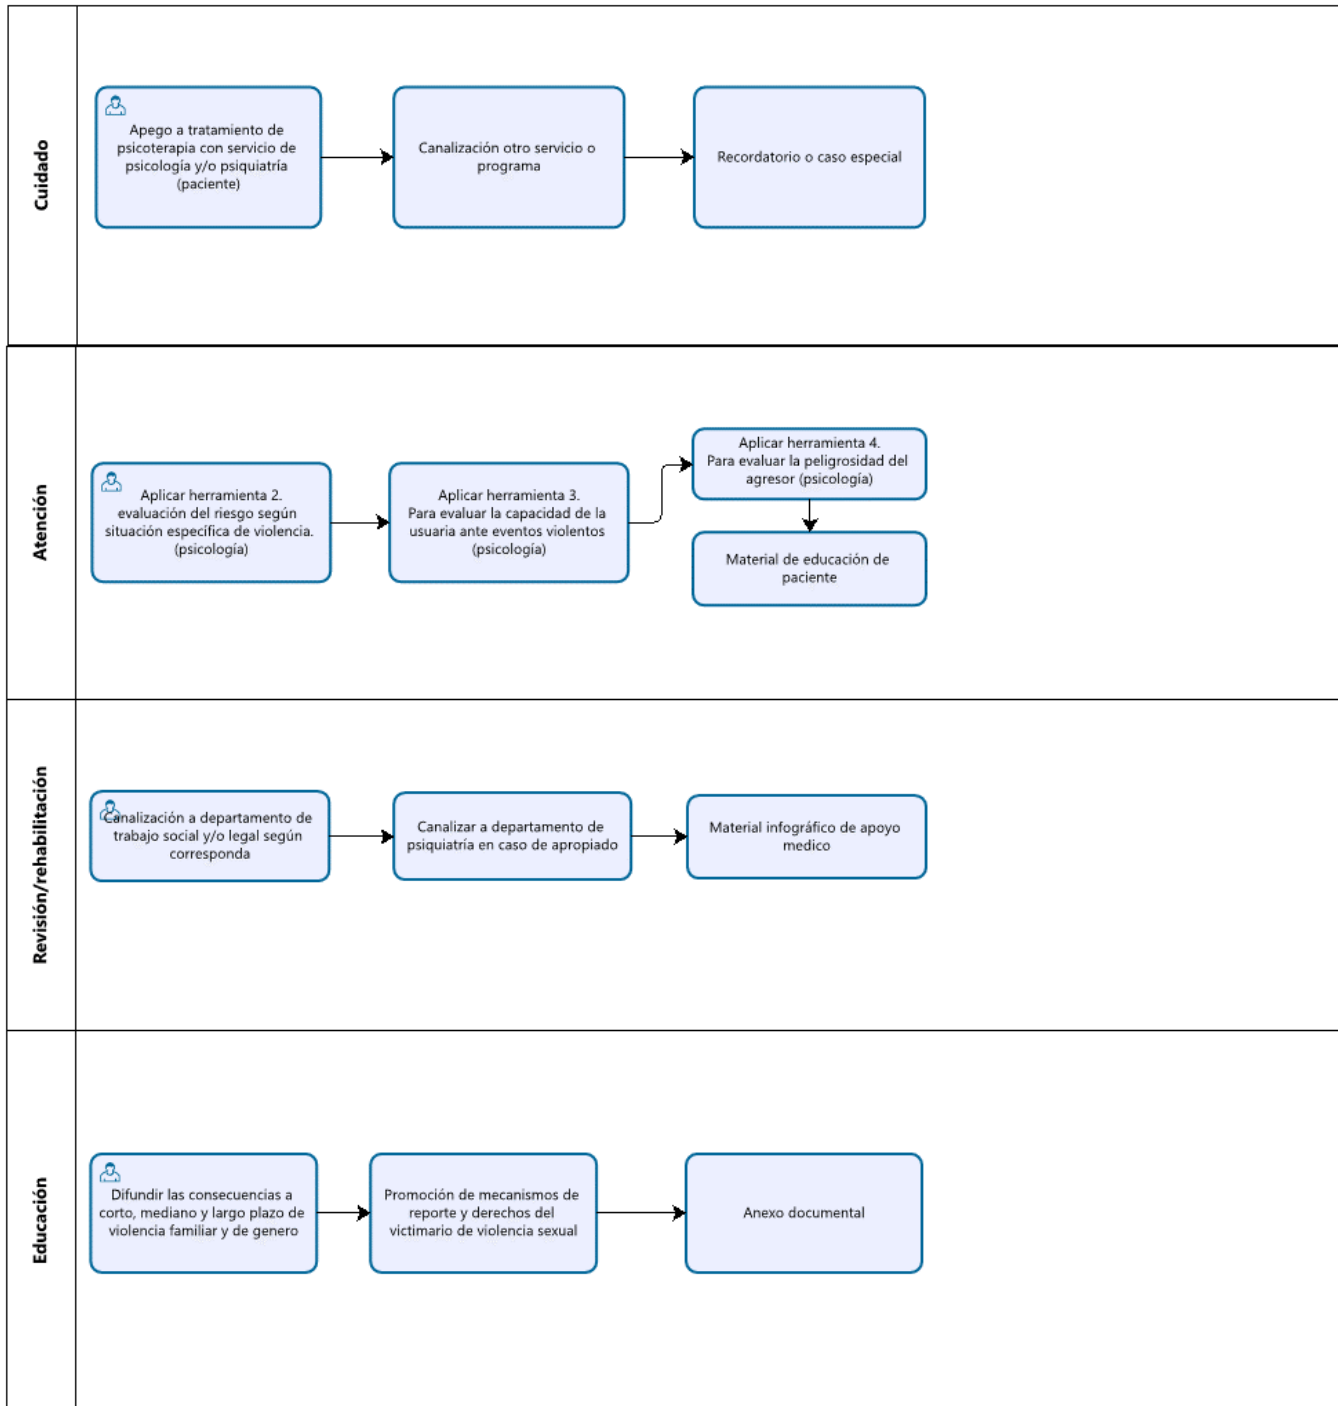 Cuidado
Apego a tratamiento de
psicoterapia con servicio de
psicología y/o psiquiatría
(paciente)
Canalización otro servicio o
programa
Recordatorio o caso especial
Atención
Aplicar herramienta 2.
evaluación del riesgo según
situación específica de violencia.
(psicología)
Aplicar herramienta 3.
Para evaluar la capacidad de la
usuaria ante eventos violentos
(psicología)
Aplicar herramienta 4.
Para evaluar la peligrosidad del
agresor (psicología)
Material de educación de
paciente
Revisión/rehabilitación
Canalización a departamento de
trabajo social y/o legal según
corresponda
Canalizar a departamento de
psiquiatría en caso de apropiado
Material infográfico de apoyo
medico
Educación
Difundir las consecuencias a
corto, mediano y largo plazo de
violencia familiar y de genero
Promoción de mecanismos de
reporte y derechos del
victimario de violencia sexual
Anexo documental